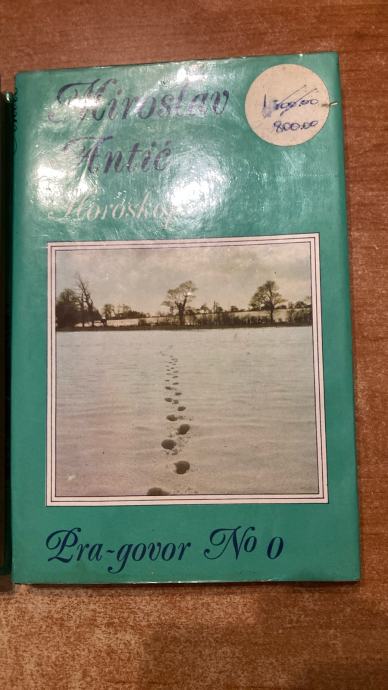 Miroslav
Antić
Horoskop
800.00
Pra-govor No 0